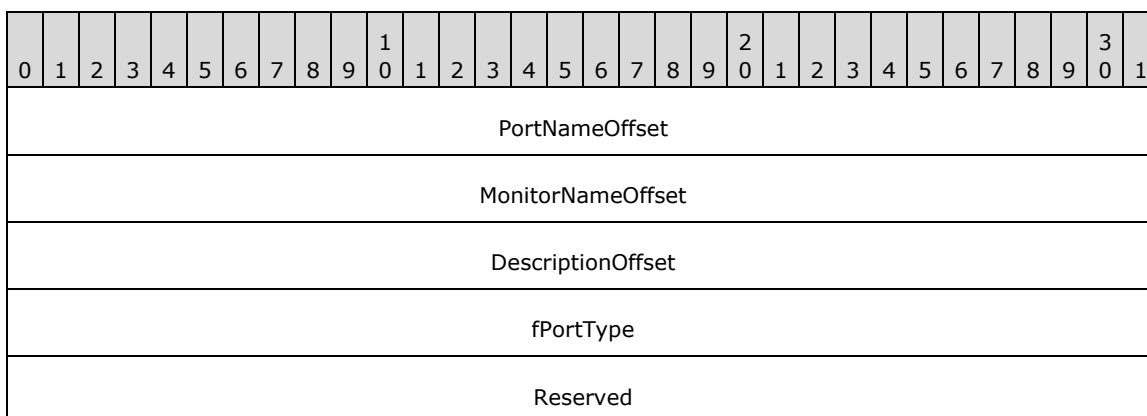 1 2 3
0 1 2 3 4 5 6 7 8 9 0 1 2 3 4 5 6 7 8 9 0 1 2 3 4 5 6 7 8 9 0 1
PortNameOffset
MonitorNameOffset
DescriptionOffset
fPortType
Reserved